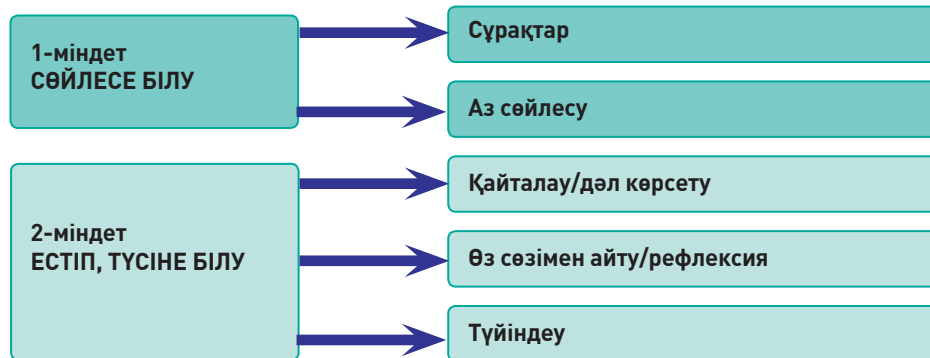 1-міндет
СӨЙЛЕСЕ БІЛУ
Сұрақтар
Аз сөйлесу
2-міндет
ЕСТІП, ТҮСІНЕ БІЛУ
Қайталау/дәл көрсету
Өз сөзімен айту/рефлексия
Түйіндеу